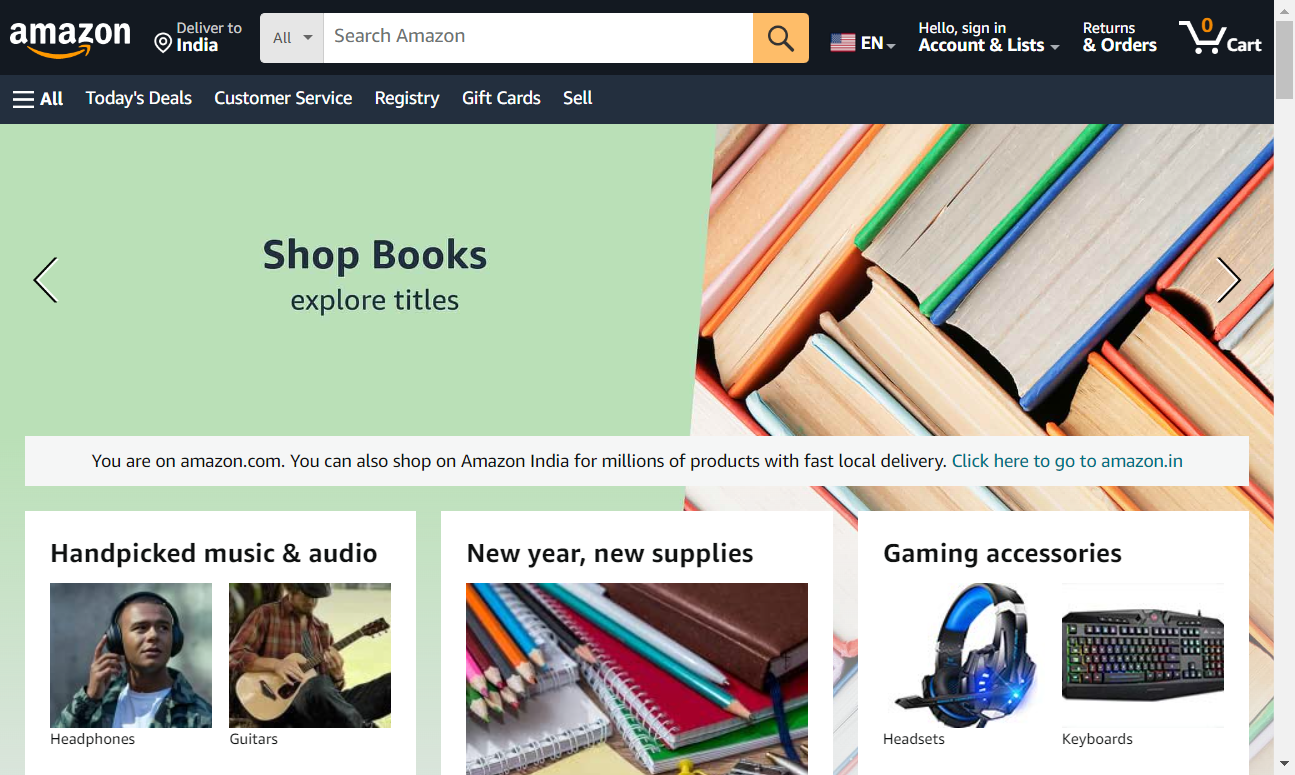 amazon
Deliver to
India
All
Search Amazon
EN
Hello, sign in
Account & Lists
Returns
& Orders
0
Cart
All
Today's Deals
Customer Service
Registry
Gift Cards
Sell
Shop Books
explore titles
You are on amazon.com. You can also shop on Amazon India for millions of products with fast local delivery. Click here to go to amazon.in
Handpicked music & audio
New year, new supplies
Gaming accessories
Headphones
Guitars
Headsets
Keyboards